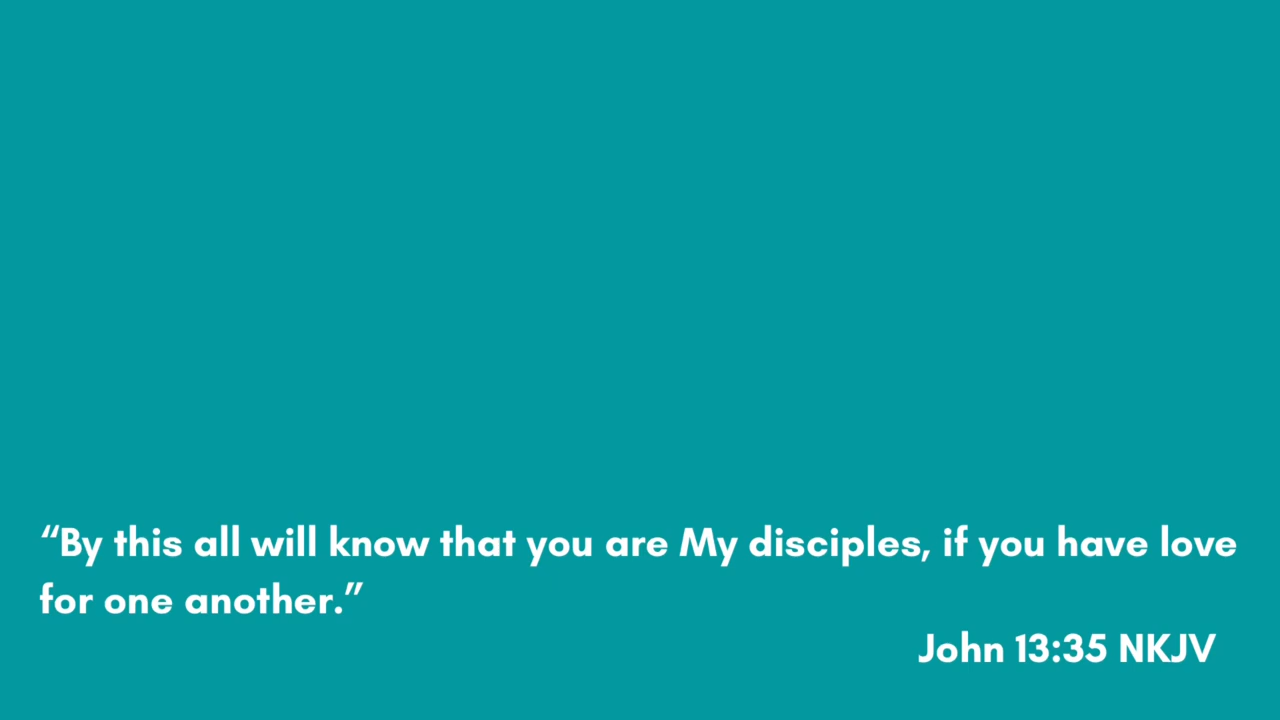 “By this all will know that you are My disciples, if you have love
for one another.”
John 13:35 NKJV